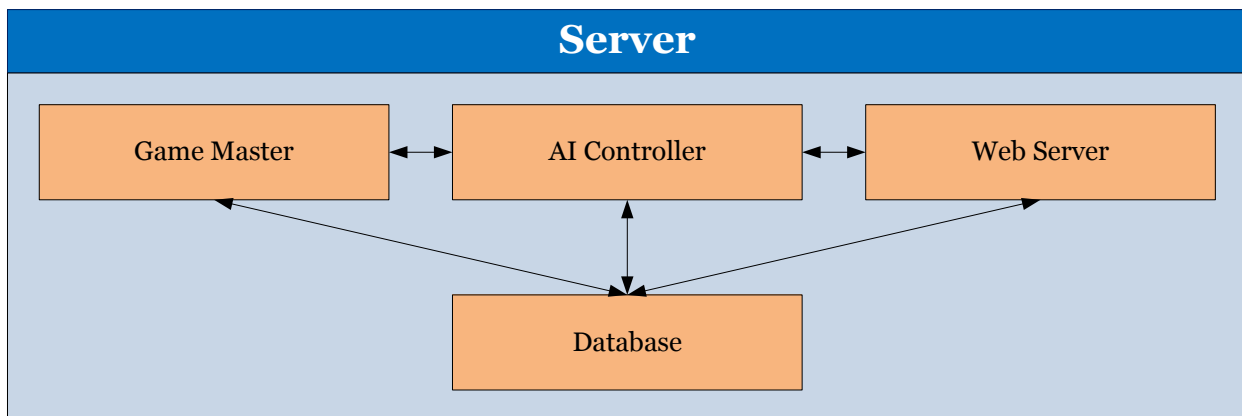 Server
Game Master
AI Controller
Web Server
Database